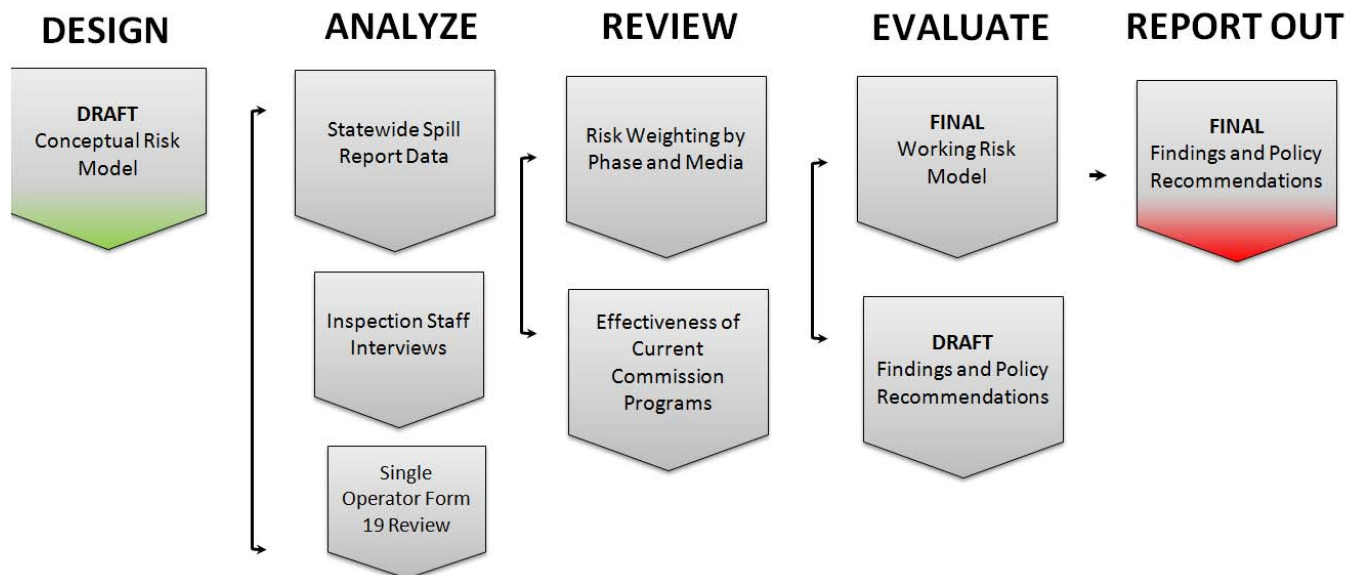 DESIGN
ANALYZE
REVIEW
EVALUATE
REPORT OUT
DRAFT
Conceptual Risk
Model
Statewide Spill
Report Data
Inspection Staff
Interviews
Single
Operator Form
19 Review
Risk Weighting by
Phase and Media
Effectiveness of
Current
Commission
Programs
FINAL
Working Risk
Model
DRAFT
Findings and Policy
Recommendations
FINAL
Findings and Policy
Recommendations